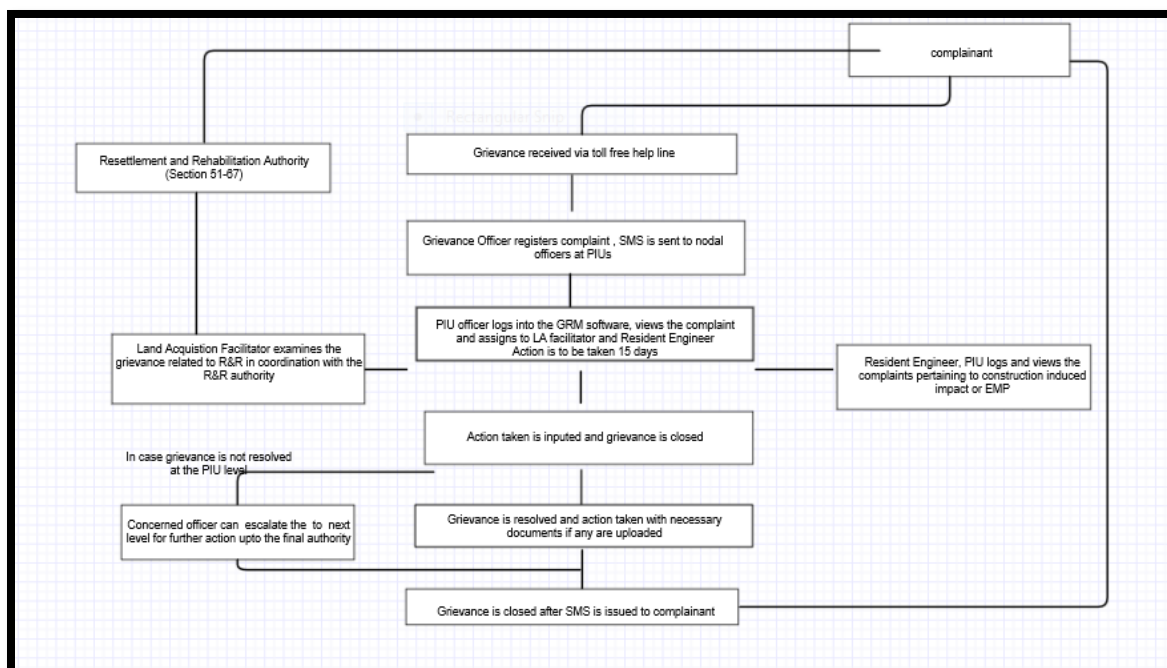 complainant
Grievance received via toll free help line
Resettlement and Rehabilitation Authority
(Section 51-67)
Grievance Officer registers complaint , SMS is sent to nodal
officers at PIUs
PIU officer logs into the GRM software, views the complaint
and assigns to LA facilitator and Resident Engineer
Action is to be taken 15 days
Land Acquistion Facilitator examines the
grievance related to R&R in coordination with the
R&R authority
Resident Engineer, PIU logs and views the
complaints pertaining to construction induced
impact or EMP
Action taken is inputed and grievance is closed
In case grievance is not resolved
at the PIU level
Concerned officer can escalate the to next
level for further action upto the final authority
Grievance is resolved and action taken with necessary
documents if any are uploaded
Grievance is closed after SMS is issued to complainant